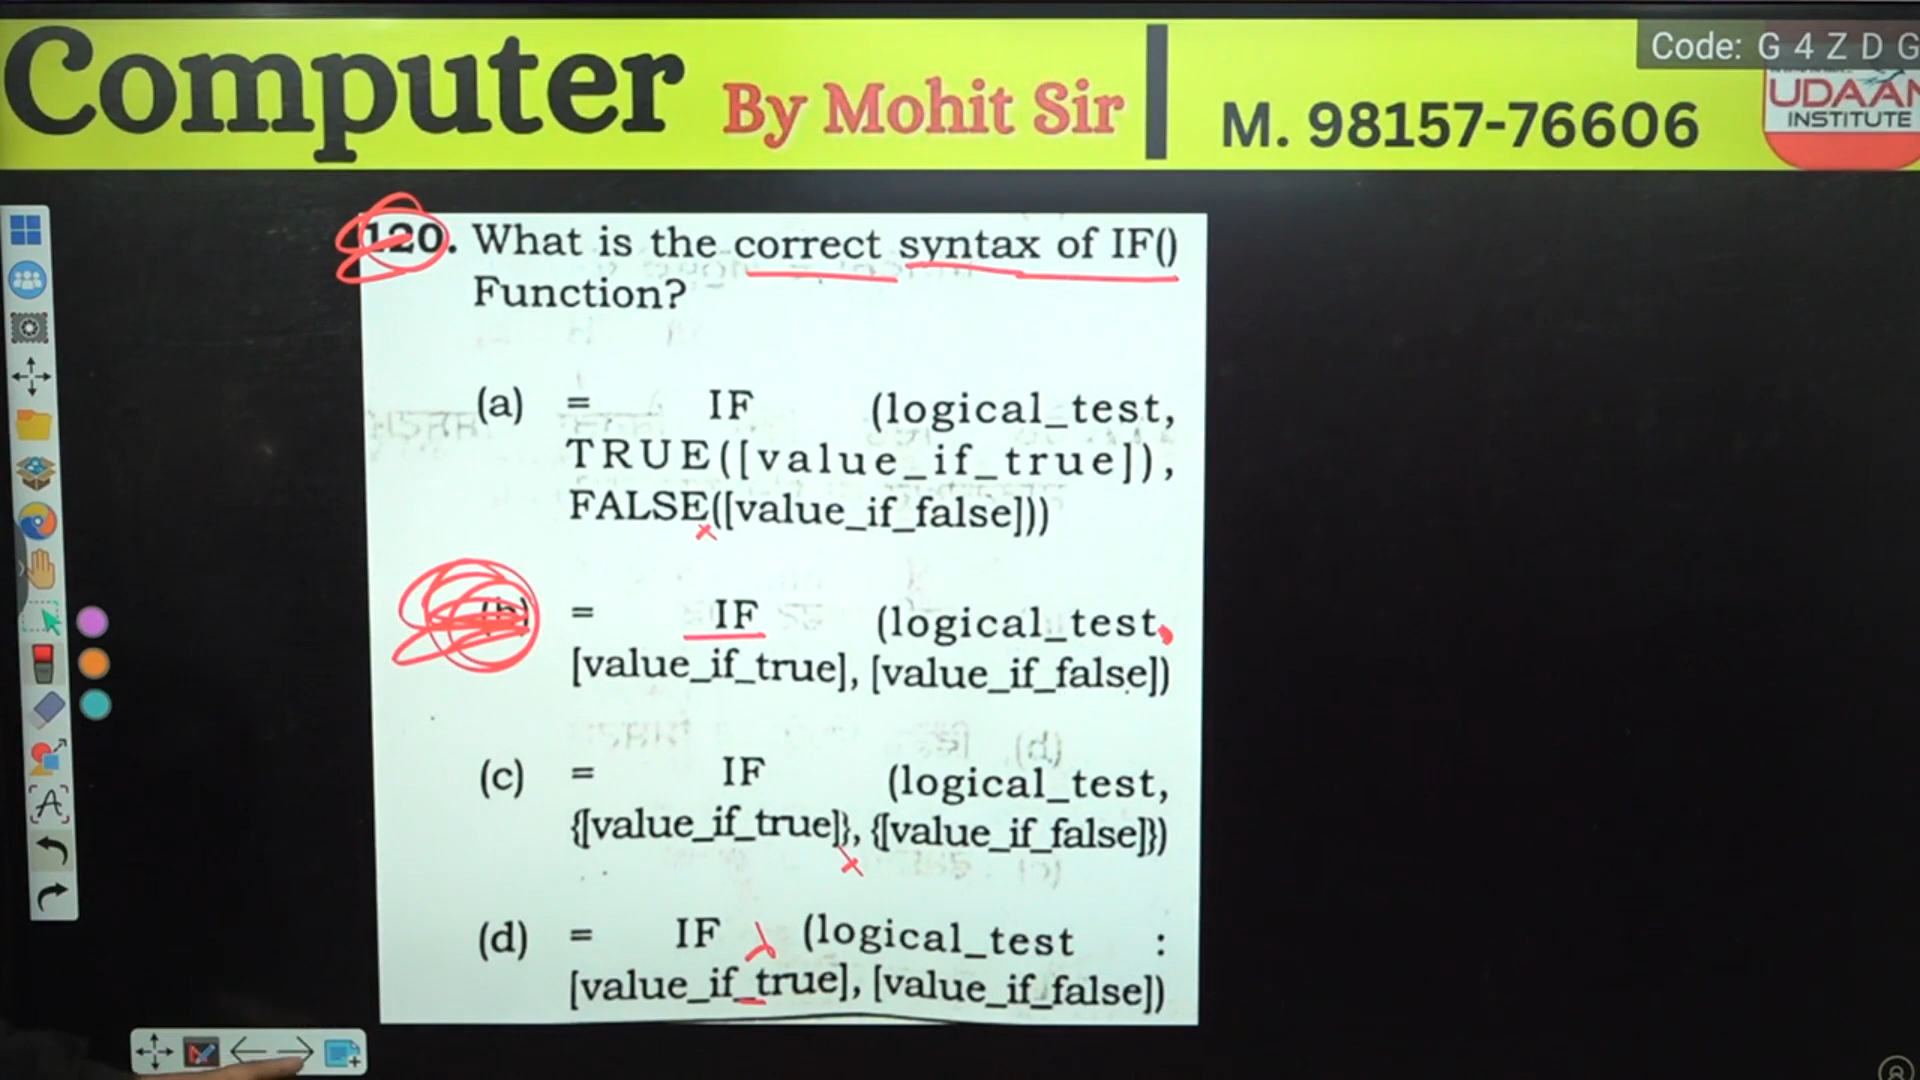 Computer By Mohit Sir
M. 98157-76606
Code: G 4 Z D G
UDAAN
INSTITUTE
120. What is the correct syntax of IF()
Function?
(a) = IF (logical_test,
TRUE([value_if_true]),
FALSE([value_if_false]))
(b) = IF (logical_test,
[value_if_true], [value_if_false])
(c) = IF (logical_test,
{[value_if_true]}, {[value_if_false]})
(d) = IF (logical_test :
[value_if_true], [value_if_false])